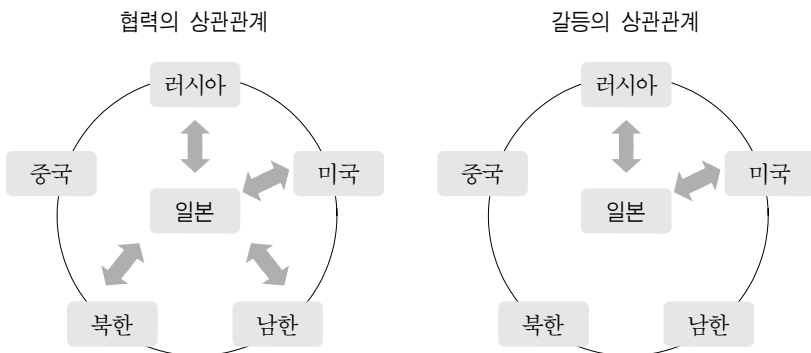 협력의 상관관계
러시아
중국
미국
일본
북한
남한
갈등의 상관관계
러시아
중국
미국
일본
북한
남한